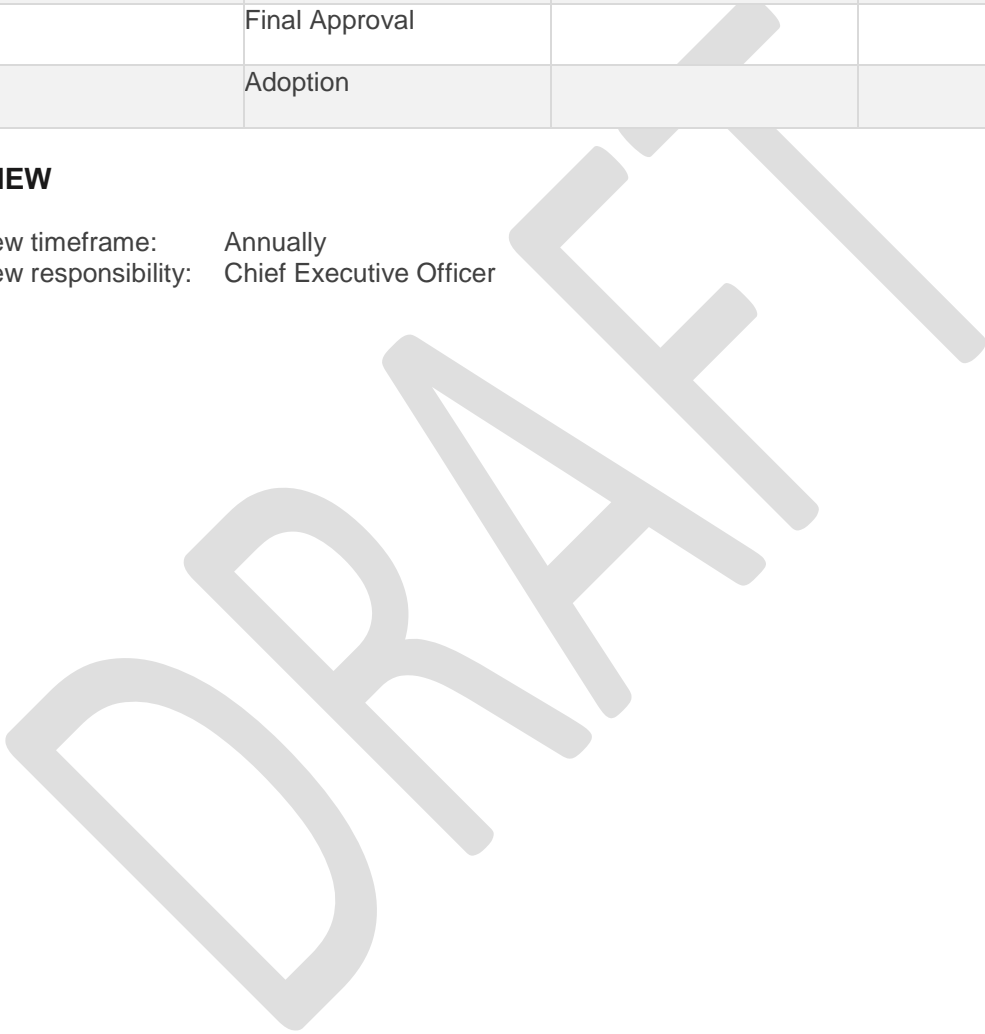 Final Approval
Adoption
IEW
ew timeframe: Annually
ew responsibility: Chief Executive Officer
DRAFT